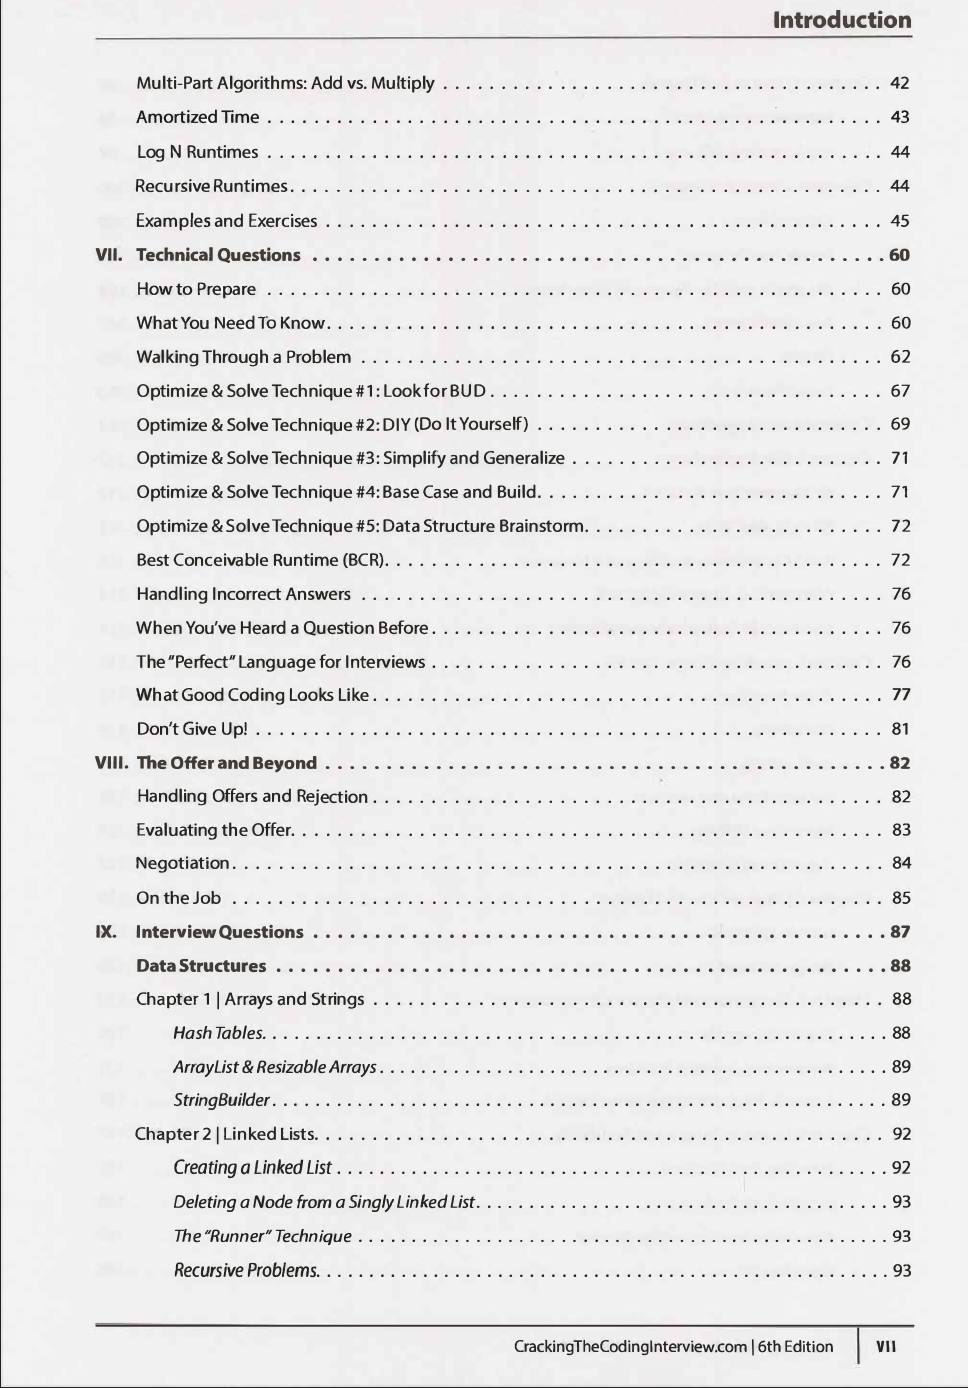 Introduction
Multi-Part Algorithms: Add vs. Multiply . . . . . . . . . . . . . . . . . . . . 42
Amortized Time . . . . . . . . . . . . . . . . . . . . 43
Log N Runtimes . . . . . . . . . . . . . . . . . . . . 44
Recursive Runtimes. . . . . . . . . . . . . . . . . . . . 44
Examples and Exercises . . . . . . . . . . . . . . . . . . . . 45
VII. Technical Questions . . . . . . . . . . . . . . . . . . . . 60
How to Prepare . . . . . . . . . . . . . . . . . . . . 60
What You Need To Know. . . . . . . . . . . . . . . . . . . . 60
Walking Through a Problem . . . . . . . . . . . . . . . . . . . . 62
Optimize & Solve Technique #1: Look for BUD . . . . . . . . . . . . . . . . . . . . 67
Optimize & Solve Technique #2: DIY (Do It Yourself) . . . . . . . . . . . . . . . . . . . . 69
Optimize & Solve Technique #3: Simplify and Generalize . . . . . . . . . . . . . . . . . . . . 71
Optimize & Solve Technique #4: Base Case and Build. . . . . . . . . . . . . . . . . . . . 71
Optimize & Solve Technique #5: Data Structure Brainstorm. . . . . . . . . . . . . . . . . . . . 72
Best Conceivable Runtime (BCR). . . . . . . . . . . . . . . . . . . . 72
Handling Incorrect Answers . . . . . . . . . . . . . . . . . . . . 76
When You've Heard a Question Before. . . . . . . . . . . . . . . . . . . . 76
The "Perfect" Language for Interviews . . . . . . . . . . . . . . . . . . . . 76
What Good Coding Looks Like. . . . . . . . . . . . . . . . . . . . 77
Don't Give Up! . . . . . . . . . . . . . . . . . . . . 81
VIII. The Offer and Beyond . . . . . . . . . . . . . . . . . . . . 82
Handling Offers and Rejection . . . . . . . . . . . . . . . . . . . . 82
Evaluating the Offer. . . . . . . . . . . . . . . . . . . . 83
Negotiation. . . . . . . . . . . . . . . . . . . . 84
On the Job . . . . . . . . . . . . . . . . . . . . 85
IX. Interview Questions . . . . . . . . . . . . . . . . . . . . 87
Data Structures . . . . . . . . . . . . . . . . . . . . 88
Chapter 1 | Arrays and Strings . . . . . . . . . . . . . . . . . . . . 88
Hash Tables. . . . . . . . . . . . . . . . . . . . 88
ArrayList & Resizable Arrays. . . . . . . . . . . . . . . . . . . . 89
StringBuilder. . . . . . . . . . . . . . . . . . . . 89
Chapter 2 | Linked Lists. . . . . . . . . . . . . . . . . . . . 92
Creating a Linked List . . . . . . . . . . . . . . . . . . . . 92
Deleting a Node from a Singly Linked List. . . . . . . . . . . . . . . . . . . . 93
The "Runner" Technique . . . . . . . . . . . . . . . . . . . . 93
Recursive Problems. . . . . . . . . . . . . . . . . . . . 93
CrackingTheCodingInterview.com | 6th Edition | VII